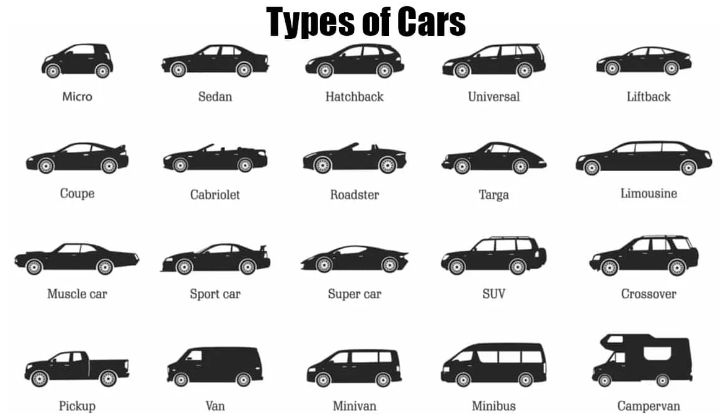 Types of Cars
Micro
Sedan
Hatchback
Universal
Liftback
Coupe
Cabriolet
Roadster
Targa
Limousine
Muscle car
Sport car
Super car
SUV
Crossover
Pickup
Van
Minivan
Minibus
Campervan